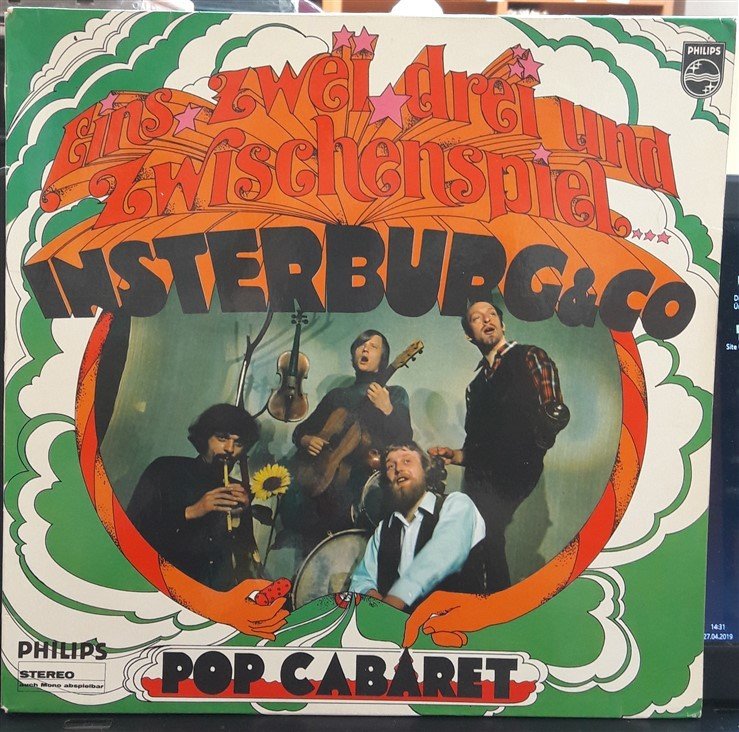 PHILIPS
Eins, zwei, drei und
Zwischenspiel...
INSTERBURG & CO
PHILIPS
STEREO
auch Mono abspielbar
POP CABARET
Site
14:31
27.04.2019